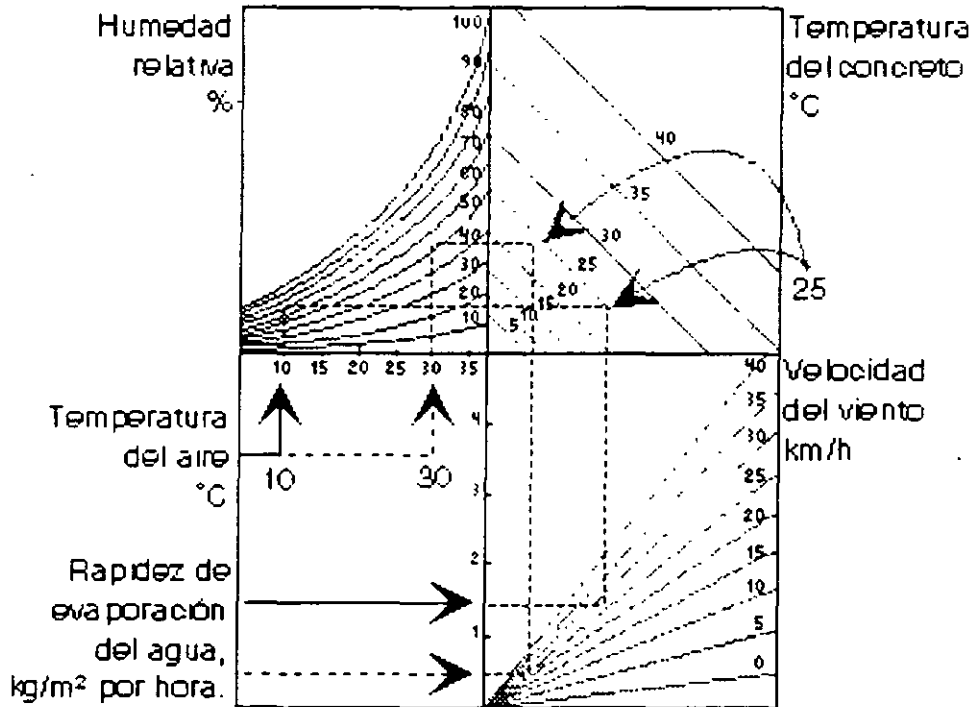 Humedad
relativa
%
100
90
80
70
60
50
40
30
20
10
Temperatura
del concreto
°C
40
35
30
25
20
15
10
5
25
10 15 20 25 30 35
Temperatura
del aire
°C
10
30
Velocidad
del viento
km/h
40
35
30
25
20
15
10
5
0
4
3
2
1
Rapidez de
evaporación
del agua,
kg/m² por hora.